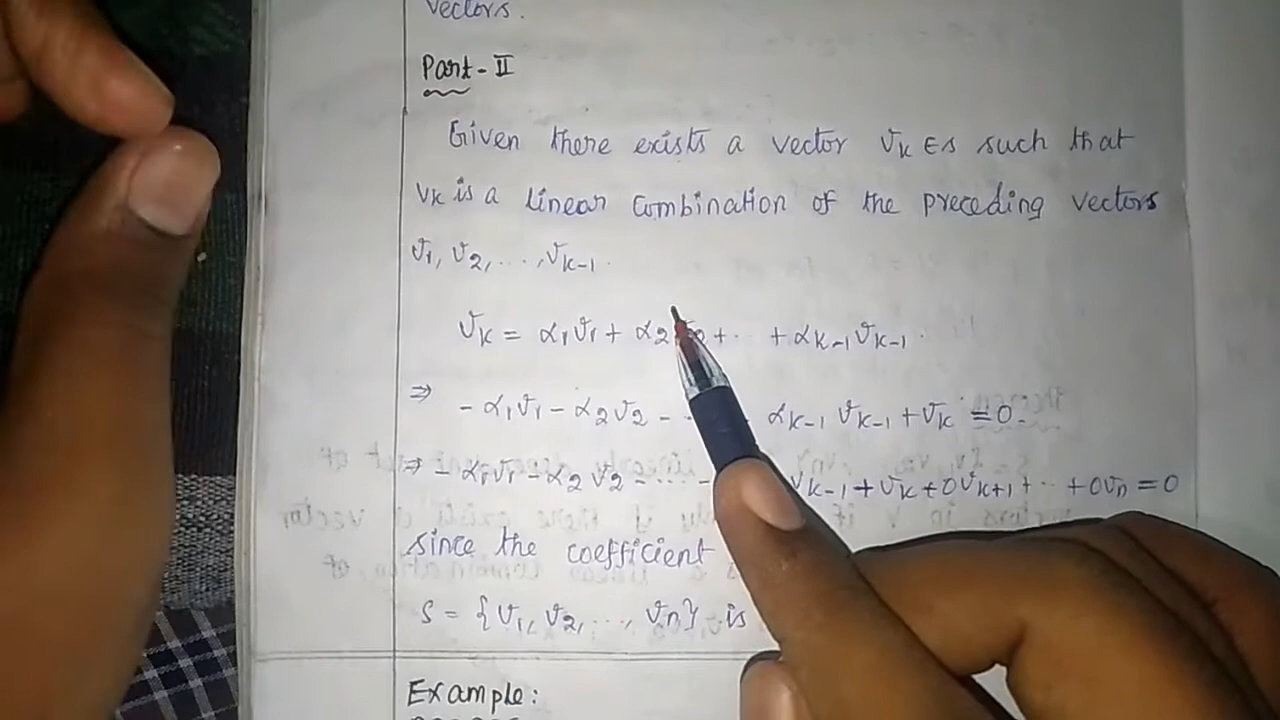 vectors.
Part-II
Given there exists a vector vk ∈ s such that
vk is a linear combination of the preceding vectors
v1, v2, ..., vk-1.
vk = α1v1 + α2v2 + ... + αk-1vk-1.
⇒ -α1v1 - α2v2 - ... αk-1 vk-1 + vk = 0.
⇒ -α1v1 - α2v2 - ..... - vk-1 + vk + 0vk+1 + ... + 0vn = 0
since the coefficient
S = {v1, v2, ..., vn} is
Example: